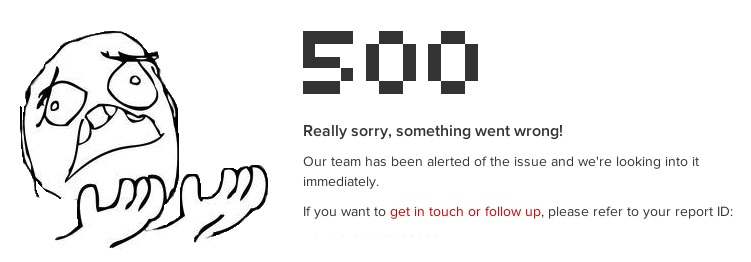 500
Really sorry, something went wrong!
Our team has been alerted of the issue and we're looking into it
immediately.
If you want to get in touch or follow up, please refer to your report ID: